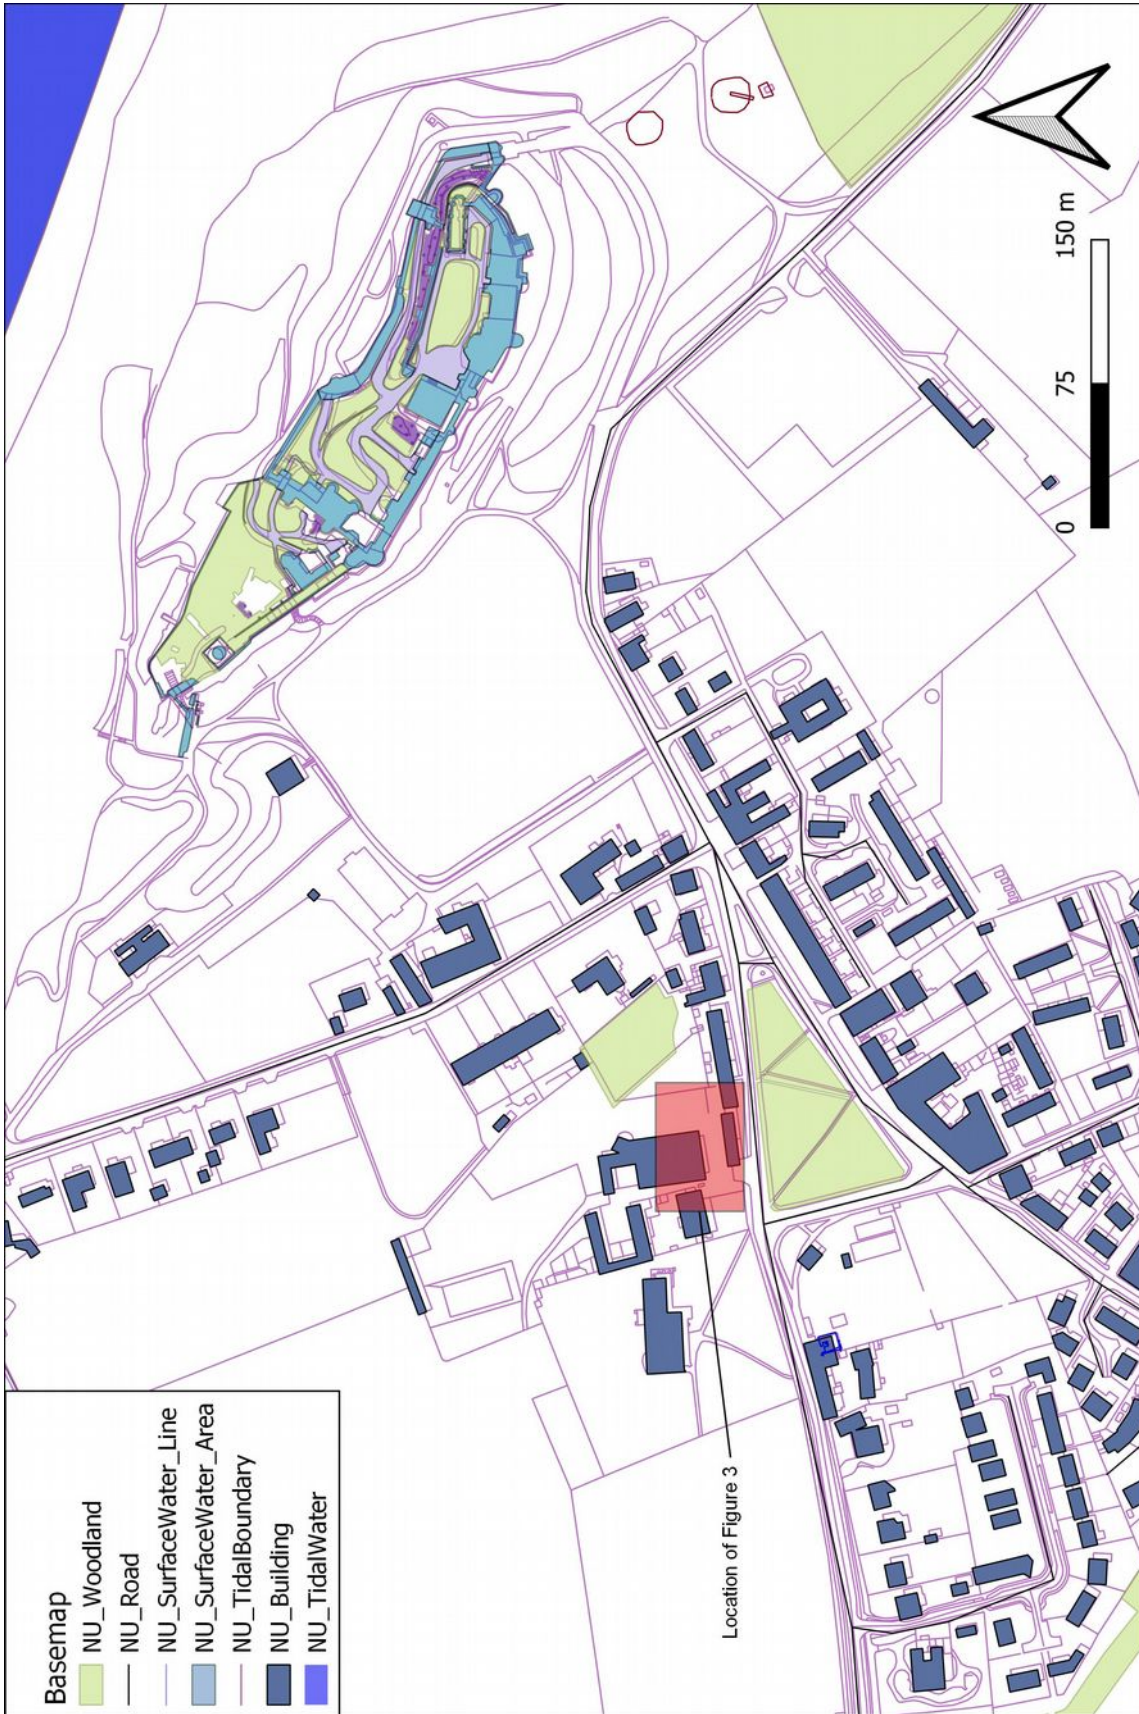 Basemap
NU_Woodland
NU_Road
NU_SurfaceWater_Line
NU_SurfaceWater_Area
NU_TidalBoundary
NU_Building
NU_TidalWater
Location of Figure 3
0 75 150 m